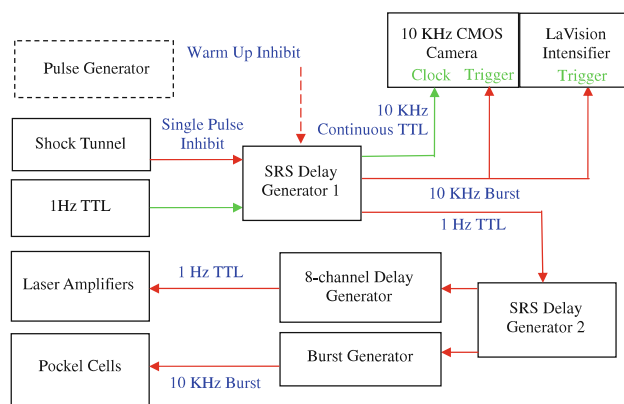 10 KHz CMOS
Camera
Clock Trigger
LaVision
Intensifier
Trigger
Warm Up Inhibit
Pulse Generator
10 KHz
Continuous TTL
Single Pulse
Inhibit
Shock Tunnel
SRS Delay
Generator 1
10 KHz Burst
1Hz TTL
1 Hz TTL
Laser Amplifiers
1 Hz TTL
8-channel Delay
Generator
SRS Delay
Generator 2
Pockel Cells
10 KHz Burst
Burst Generator